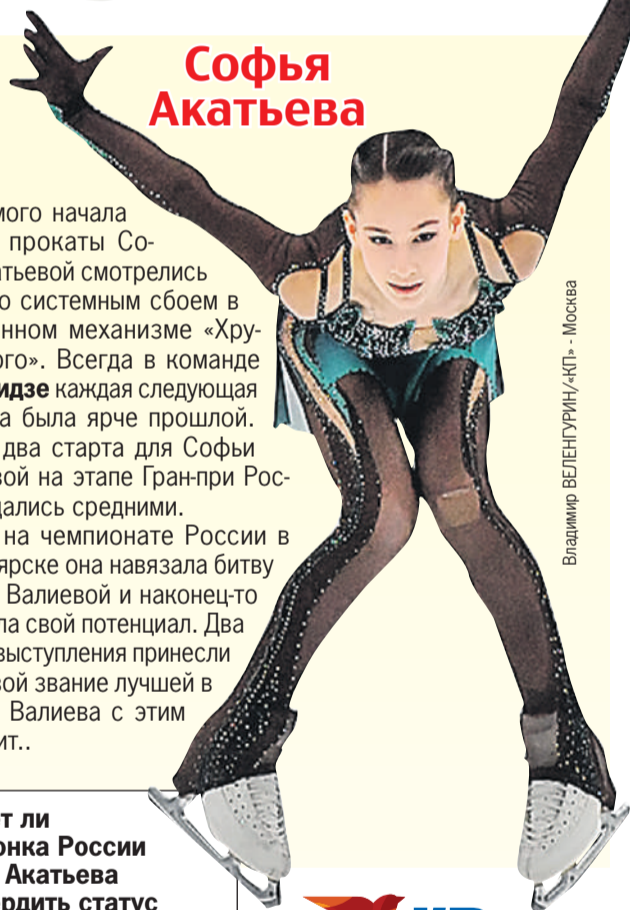 Софья
Акатьева
мого начала
прокаты Со-
атьевой смотрелись
о системным сбоем в
нном механизме «Хру-
ого». Всегда в команде
идзе каждая следующая
а была ярче прошлой.
два старта для Софьи
вой на этапе Гран-при Рос-
дались средними.
на чемпионате России в
ярске она навязала битву
Валиевой и наконец-то
ла свой потенциал. Два
выступления принесли
вой звание лучшей в
Валиева с этим
ит..
Владимир ВЕЛЕНГУРИН/«КП» - Москва
т ли
онка России
Акатьева
рдить статус